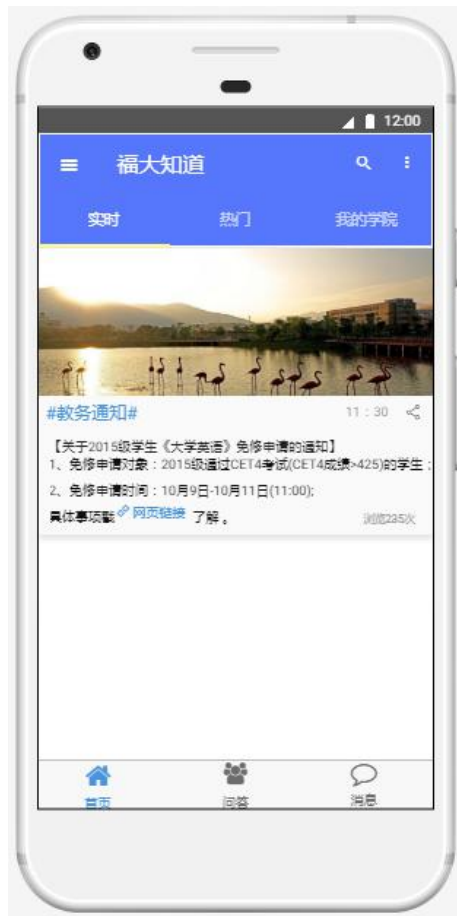 12:00
福大知道
实时 热门 我的学院
#教务通知# 11：30
【关于2015级学生《大学英语》免修申请的通知】
1、免修申请对象：2015级通过CET4考试(CET4成绩>425)的学生；
2、免修申请时间：10月9日-10月11日(11:00);
具体事项戳 网页链接 了解。 浏览235次
首页 问答 消息